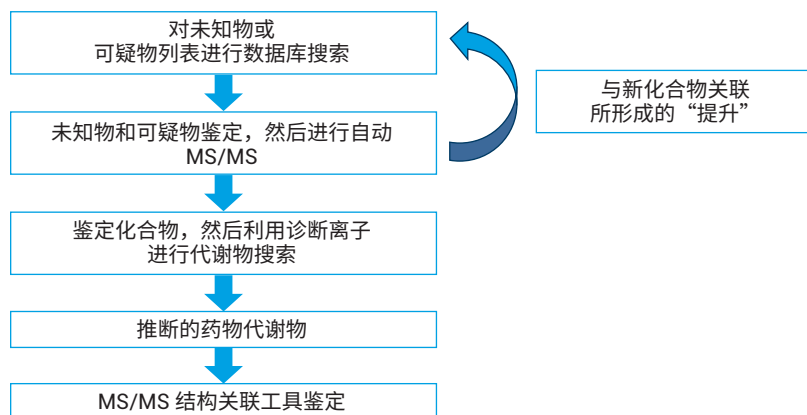 对未知物或
可疑物列表进行数据库搜索
与新化合物关联
所形成的“提升”
未知物和可疑物鉴定，然后进行自动
MS/MS
鉴定化合物，然后利用诊断离子
进行代谢物搜索
推断的药物代谢物
MS/MS 结构关联工具鉴定